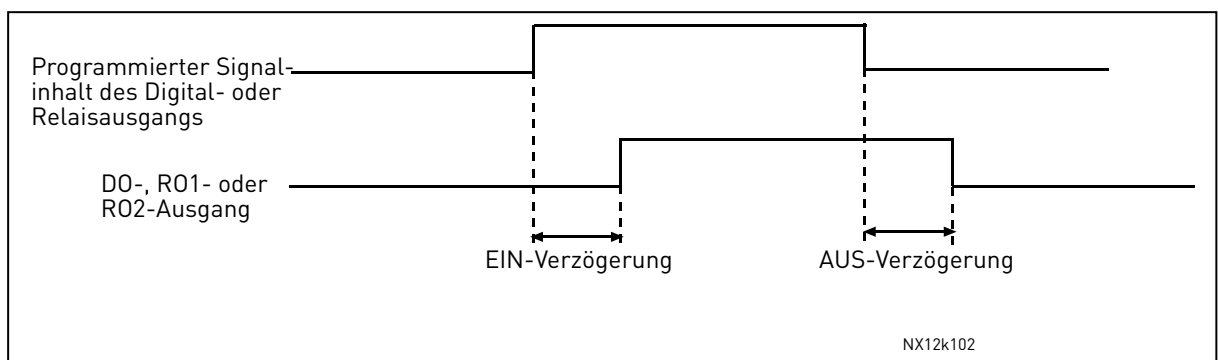 Programmierter Signal-
inhalt des Digital- oder
Relaisausgangs
DO-, RO1- oder
RO2-Ausgang
EIN-Verzögerung
AUS-Verzögerung
NX12k102